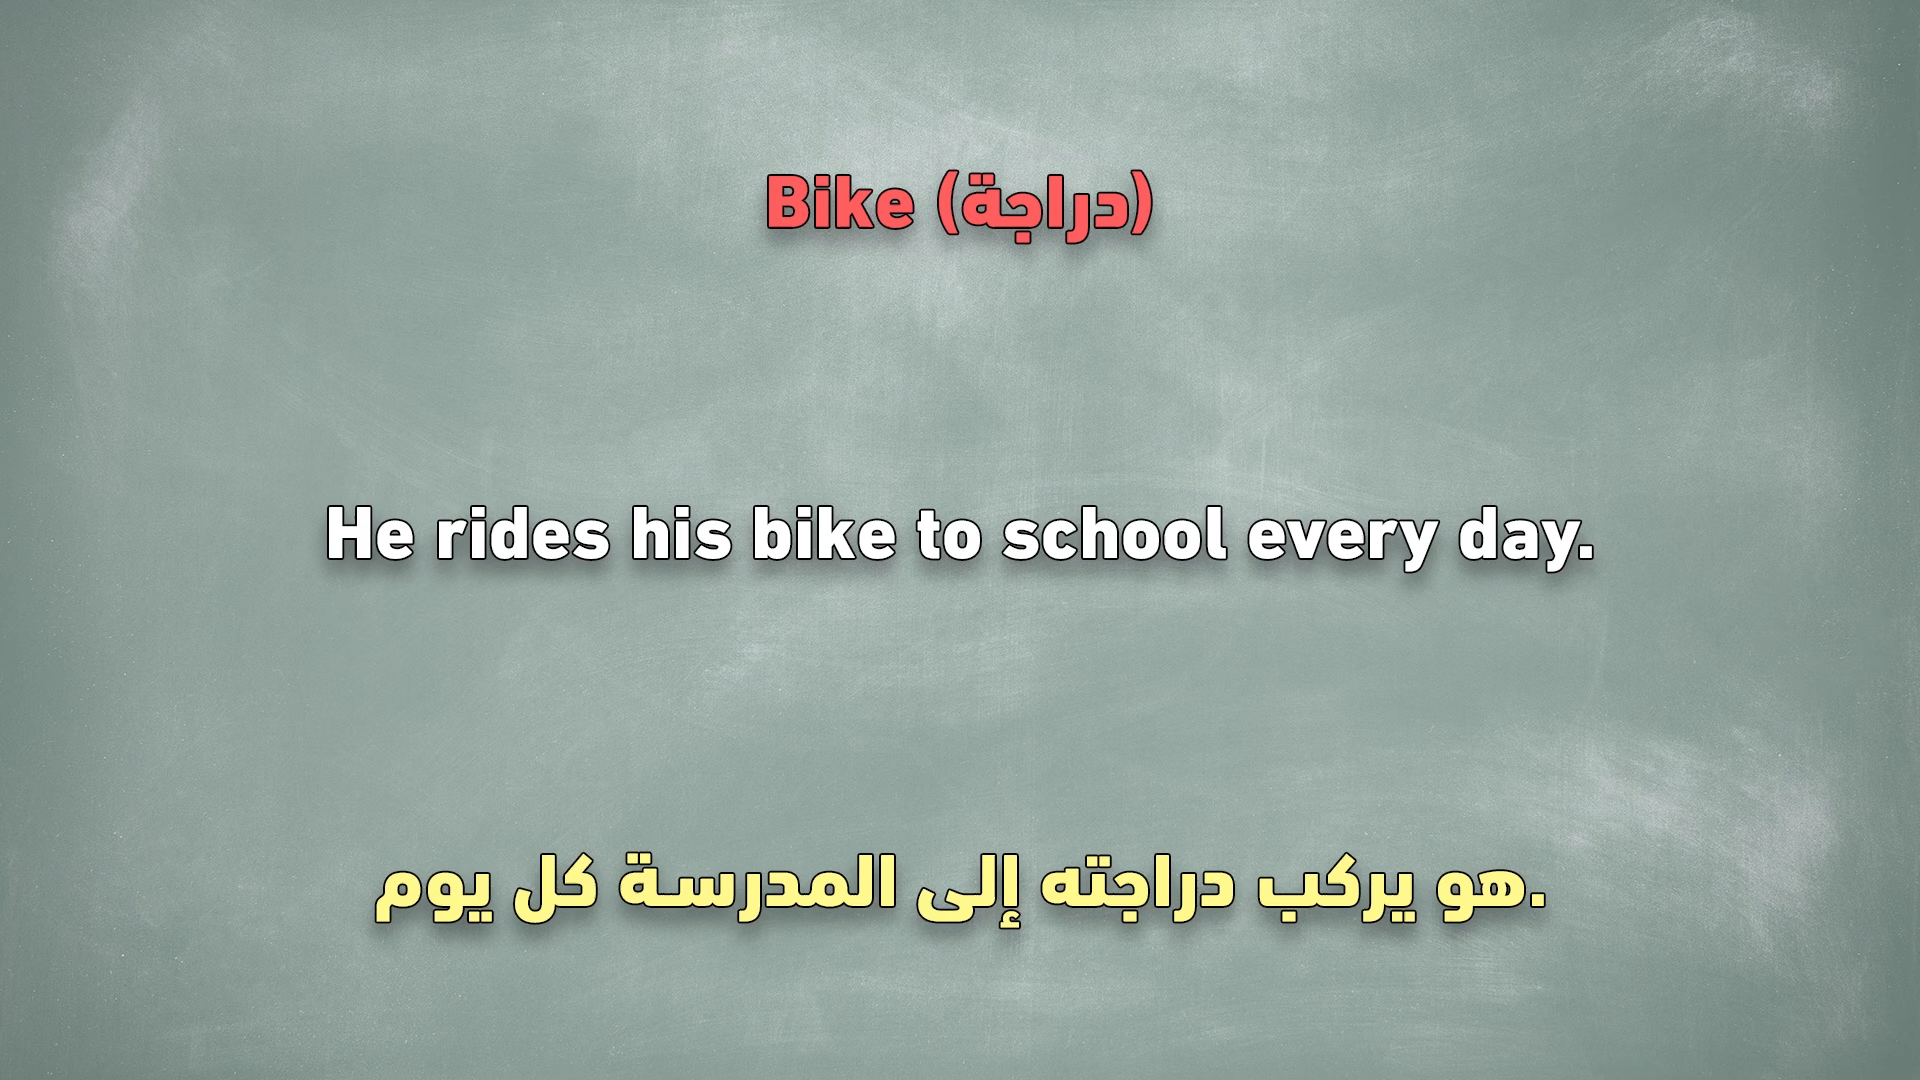 Bike (دراجة)
He rides his bike to school every day.
هو يركب دراجته إلى المدرسة كل يوم.